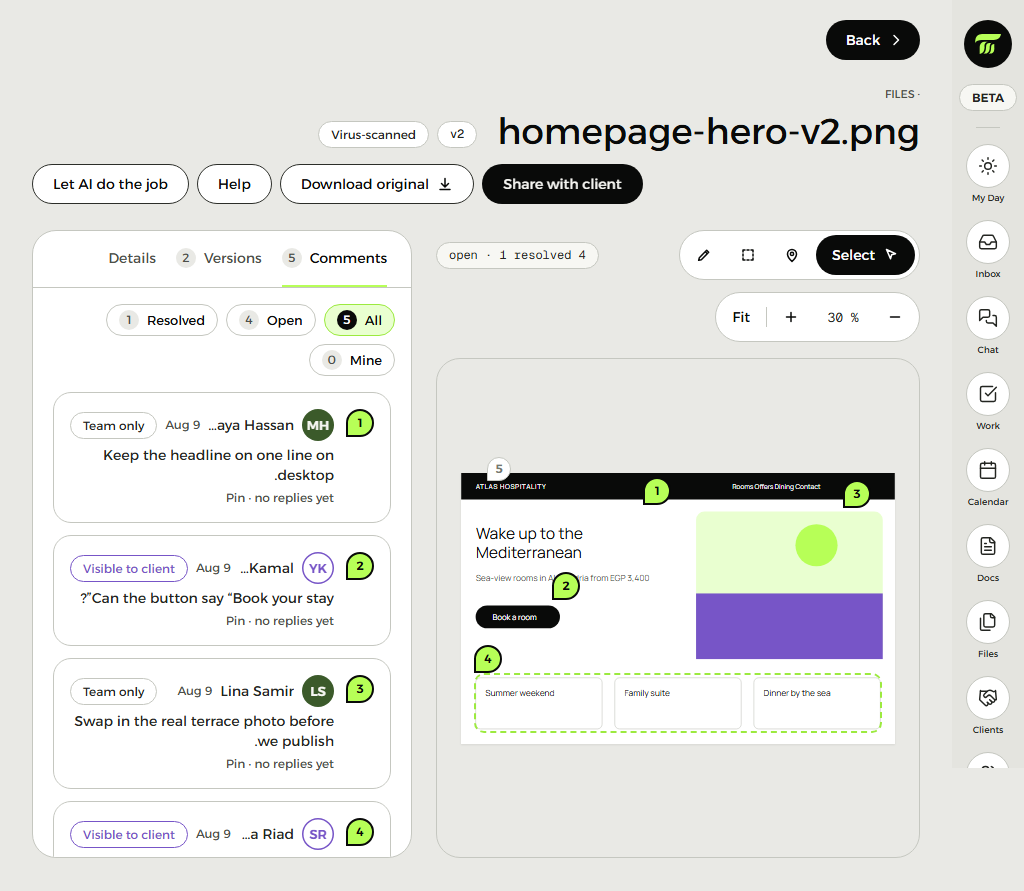 Back
BETA
FILES ·
homepage-hero-v2.png
v2
Virus-scanned
Let AI do the job
Help
Download original
Share with client
Details
2 Versions
5 Comments
1 Resolved
4 Open
5 All
0 Mine
1
MH
...aya Hassan
Aug 9
Team only
Keep the headline on one line on
.desktop
Pin · no replies yet
2
YK
...Kamal
Aug 9
Visible to client
?"Can the button say “Book your stay
Pin · no replies yet
3
LS
Lina Samir
Aug 9
Team only
Swap in the real terrace photo before
.we publish
Pin · no replies yet
4
SR
...a Riad
Aug 9
Visible to client
open · 1 resolved 4
Select
Fit
30 %
5
ATLAS HOSPITALITY
1
Rooms Offers Dining Contact
3
Wake up to the
Mediterranean
Sea-view rooms in
from EGP 3,400
2
Book a room
4
Summer weekend
Family suite
Dinner by the sea
My Day
Inbox
Chat
Work
Calendar
Docs
Files
Clients